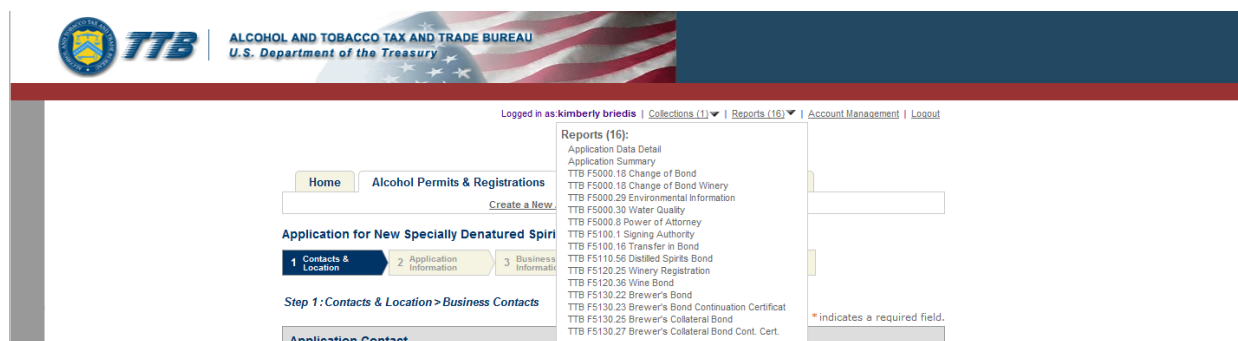 TTB
ALCOHOL AND TOBACCO TAX AND TRADE BUREAU
U.S. Department of the Treasury
Logged in as:kimberly briedis | Collections (1) | Reports (16) | Account Management | Logout
Reports (16):
Application Data Detail
Application Summary
TTB F5000.18 Change of Bond
TTB F5000.18 Change of Bond Winery
TTB F5000.29 Environmental Information
TTB F5000.30 Water Quality
TTB F5000.8 Power of Attorney
TTB F5100.1 Signing Authority
TTB F5100.16 Transfer in Bond
TTB F5110.56 Distilled Spirits Bond
TTB F5120.25 Winery Registration
TTB F5120.36 Wine Bond
TTB F5130.22 Brewer's Bond
TTB F5130.23 Brewer's Bond Continuation Certificat
TTB F5130.25 Brewer's Collateral Bond
TTB F5130.27 Brewer's Collateral Bond Cont. Cert.
Home Alcohol Permits & Registrations
Create a New
Application for New Specially Denatured Spiri
1 Contacts & Location 2 Application Information 3 Business Informatio
Step 1:Contacts & Location>Business Contacts
* indicates a required field.
Application Contact